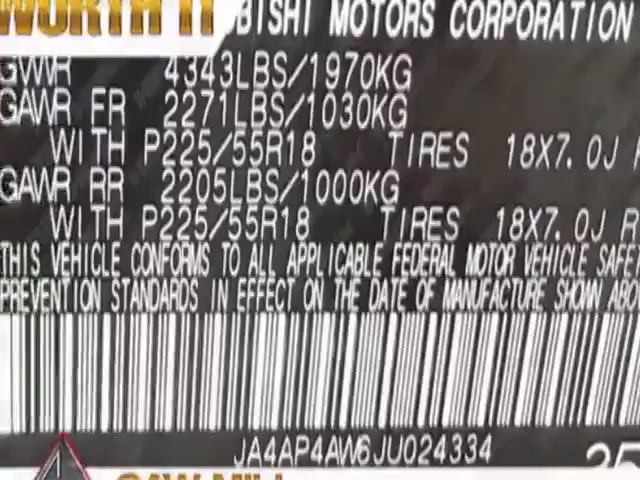 WORTH IT
BISHI MOTORS CORPORATION
GVWR 4343LBS/1970KG
GAWR FR 2271LBS/1030KG
WITH P225/55R18 TIRES 18X7.0J R
GAWR RR 2205LBS/1000KG
WITH P225/55R18 TIRES 18X7.0J R
THIS VEHICLE CONFORMS TO ALL APPLICABLE FEDERAL MOTOR VEHICLE SAFE
PREVENTION STANDARDS IN EFFECT ON THE DATE OF MANUFACTURE SHOWN ABO
JA4AP4AW6JU024334